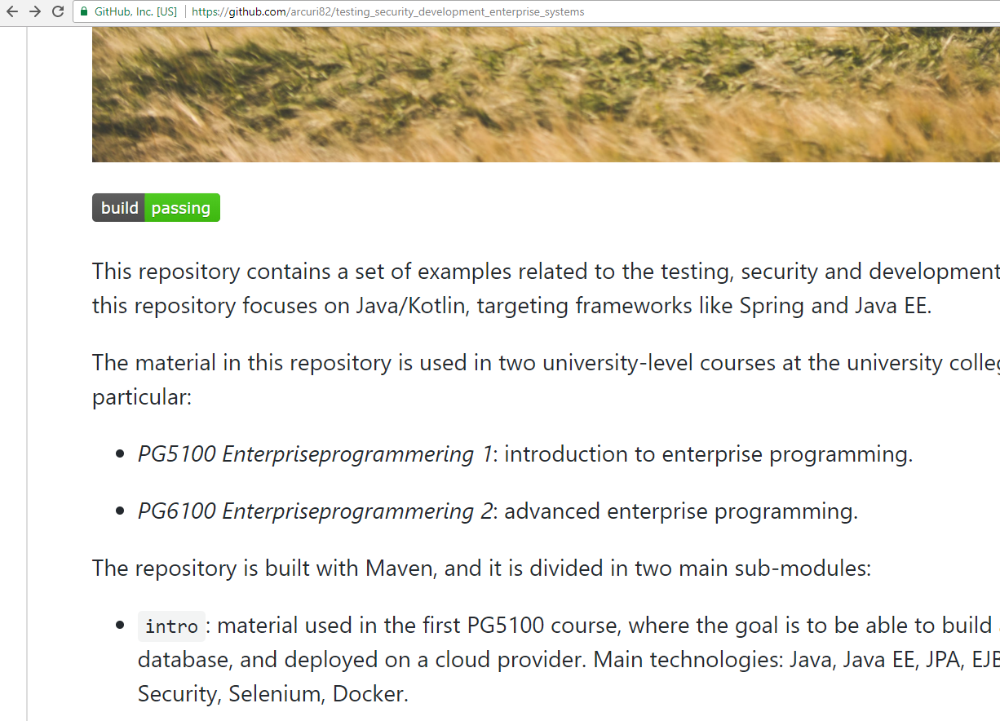 GitHub, Inc. [US] | https://github.com/arcuri82/testing_security_development_enterprise_systems
build passing
This repository contains a set of examples related to the testing, security and development
this repository focuses on Java/Kotlin, targeting frameworks like Spring and Java EE.
The material in this repository is used in two university-level courses at the university
particular:
• PG5100 Enterpriseprogrammering 1: introduction to enterprise programming.
• PG6100 Enterpriseprogrammering 2: advanced enterprise programming.
The repository is built with Maven, and it is divided in two main sub-modules:
• intro : material used in the first PG5100 course, where the goal is to be able to build
database, and deployed on a cloud provider. Main technologies: Java, Java EE, JPA, EJB
Security, Selenium, Docker.